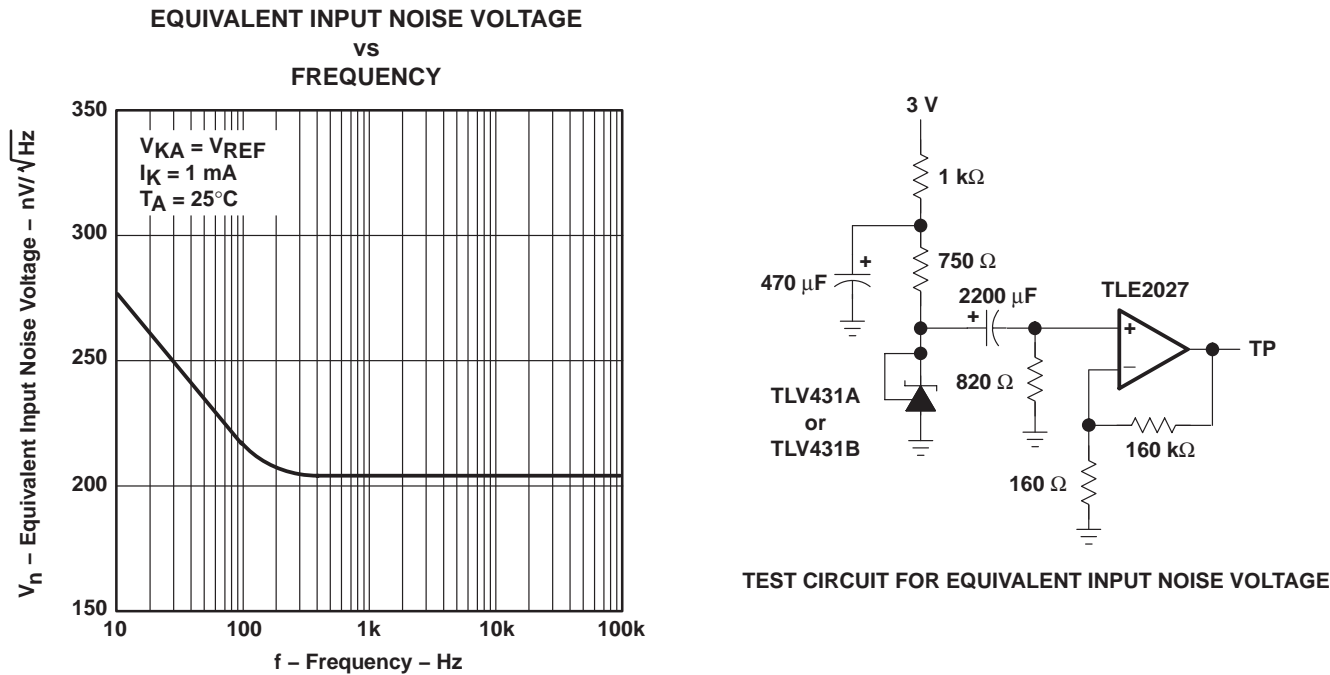 EQUIVALENT INPUT NOISE VOLTAGE
vs
FREQUENCY
Vn – Equivalent Input Noise Voltage – nV/√Hz
350
300
250
200
150
VKA = VREF
IK = 1 mA
TA = 25°C
10
100
1k
10k
100k
f – Frequency – Hz
3 V
1 kΩ
750 Ω
470 µF
+
2200 µF
+
TLE2027
+
–
TP
820 Ω
TLV431A
or
TLV431B
160 kΩ
160 Ω
TEST CIRCUIT FOR EQUIVALENT INPUT NOISE VOLTAGE